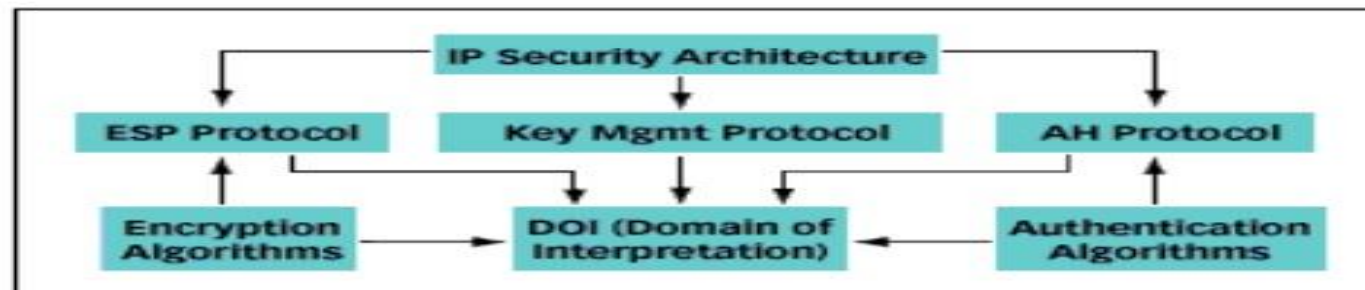 IP Security Architecture
ESP Protocol
Key Mgmt Protocol
AH Protocol
Encryption
Algorithms
DOI (Domain of
Interpretation)
Authentication
Algorithms